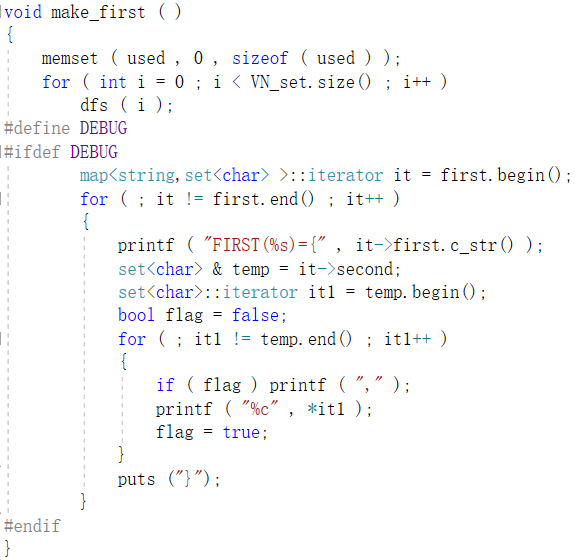 void make_first ( )
{
    memset ( used , 0 , sizeof ( used ) );
    for ( int i = 0 ; i < VN_set.size() ; i++ )
        dfs ( i );
#define DEBUG
#ifdef DEBUG
        map<string,set<char> >::iterator it = first.begin();
        for ( ; it != first.end() ; it++ )
        {
            printf ( "FIRST(%s)={" , it->first.c_str() );
            set<char> & temp = it->second;
            set<char>::iterator it1 = temp.begin();
            bool flag = false;
            for ( ; it1 != temp.end() ; it1++ )
            {
                if ( flag ) printf ( "," );
                printf ( "%c" , *it1 );
                flag = true;
            }
            puts ("}");
        }
#endif
}